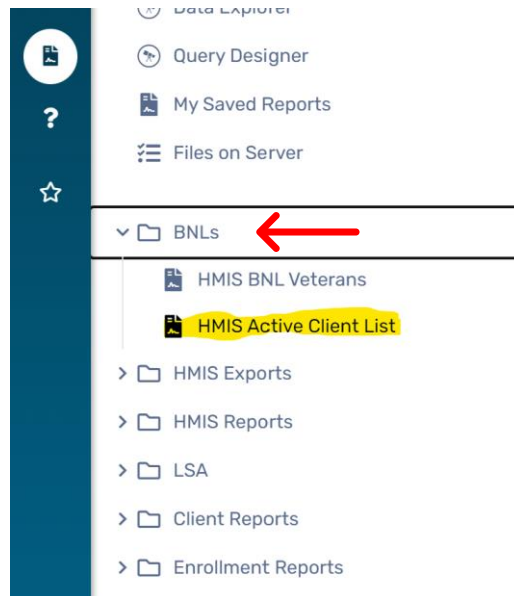 Data Explorer
Query Designer
My Saved Reports
Files on Server
BNLs
HMIS BNL Veterans
HMIS Active Client List
HMIS Exports
HMIS Reports
LSA
Client Reports
Enrollment Reports